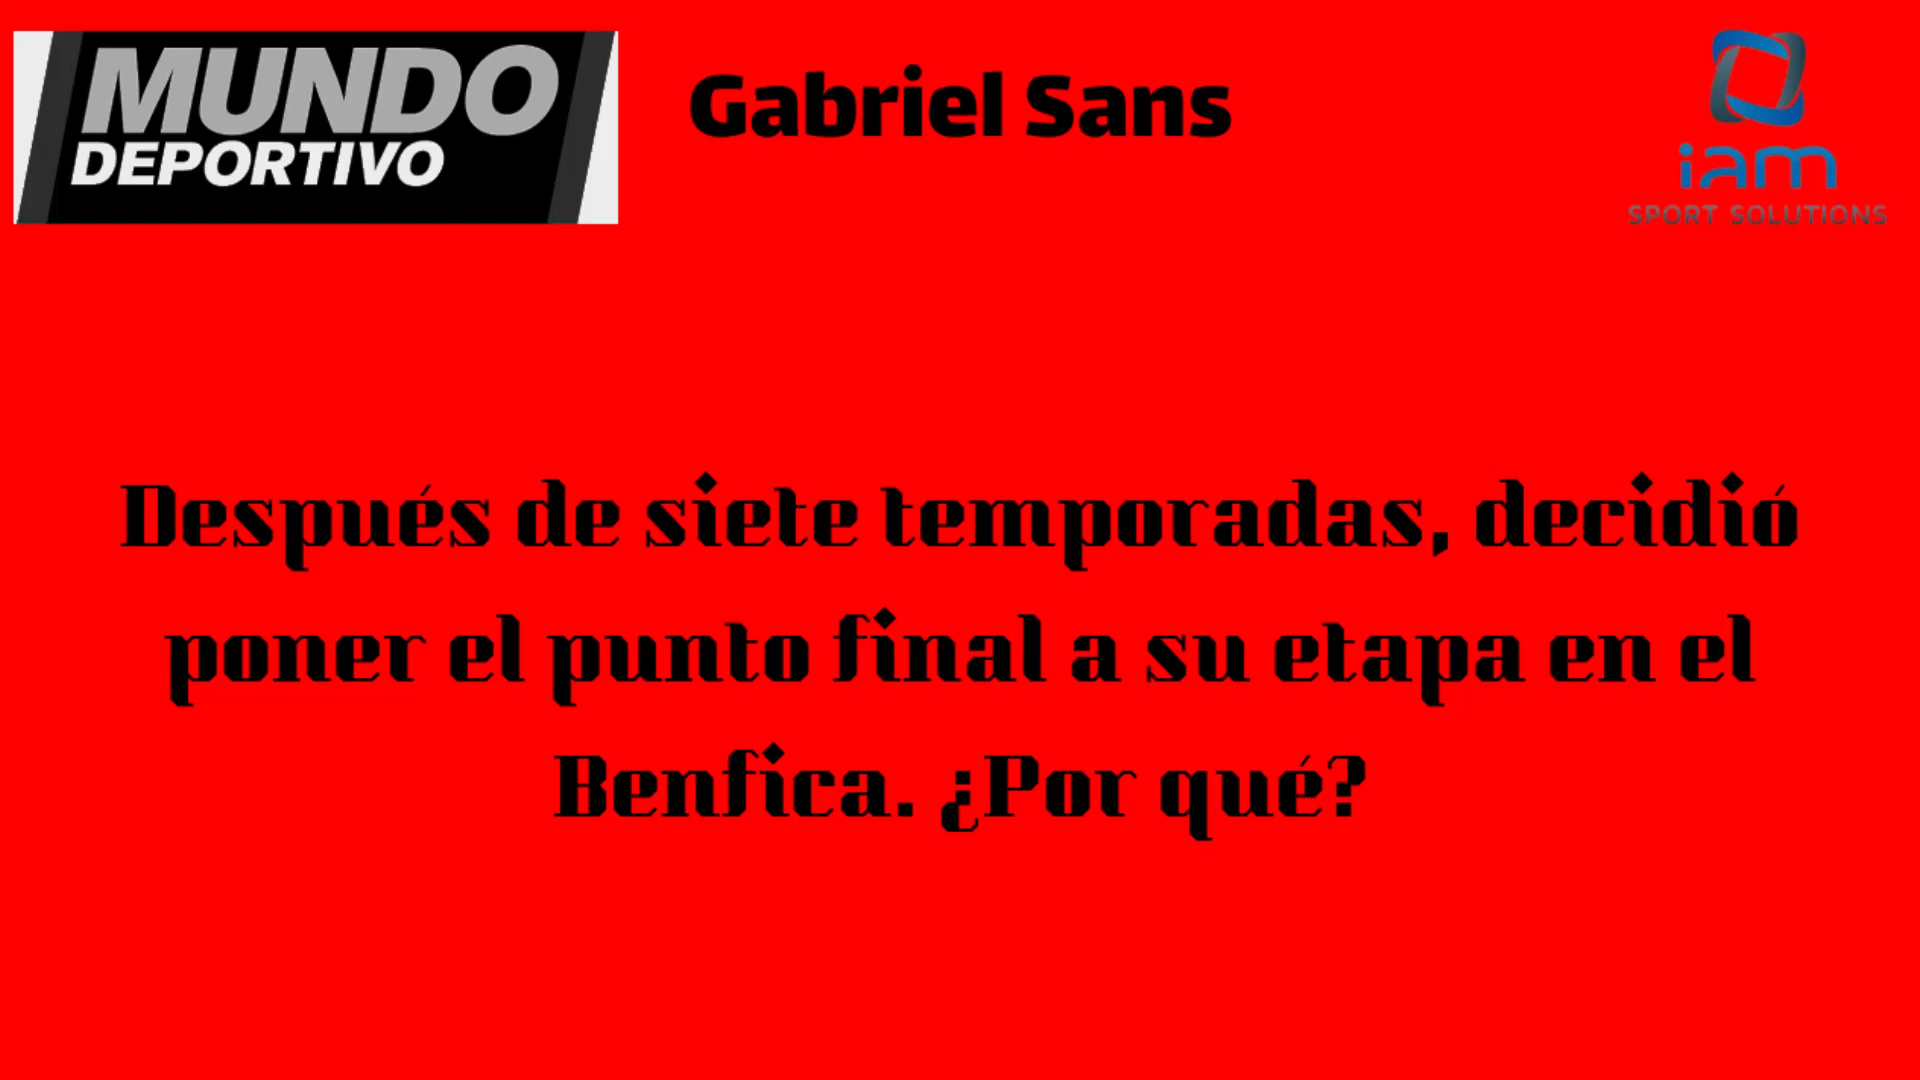 MUNDO
DEPORTIVO
Gabriel Sans
iam
SPORT SOLUTIONS
Después de siete temporadas, decidió
poner el punto final a su etapa en el
Benfica. ¿Por qué?